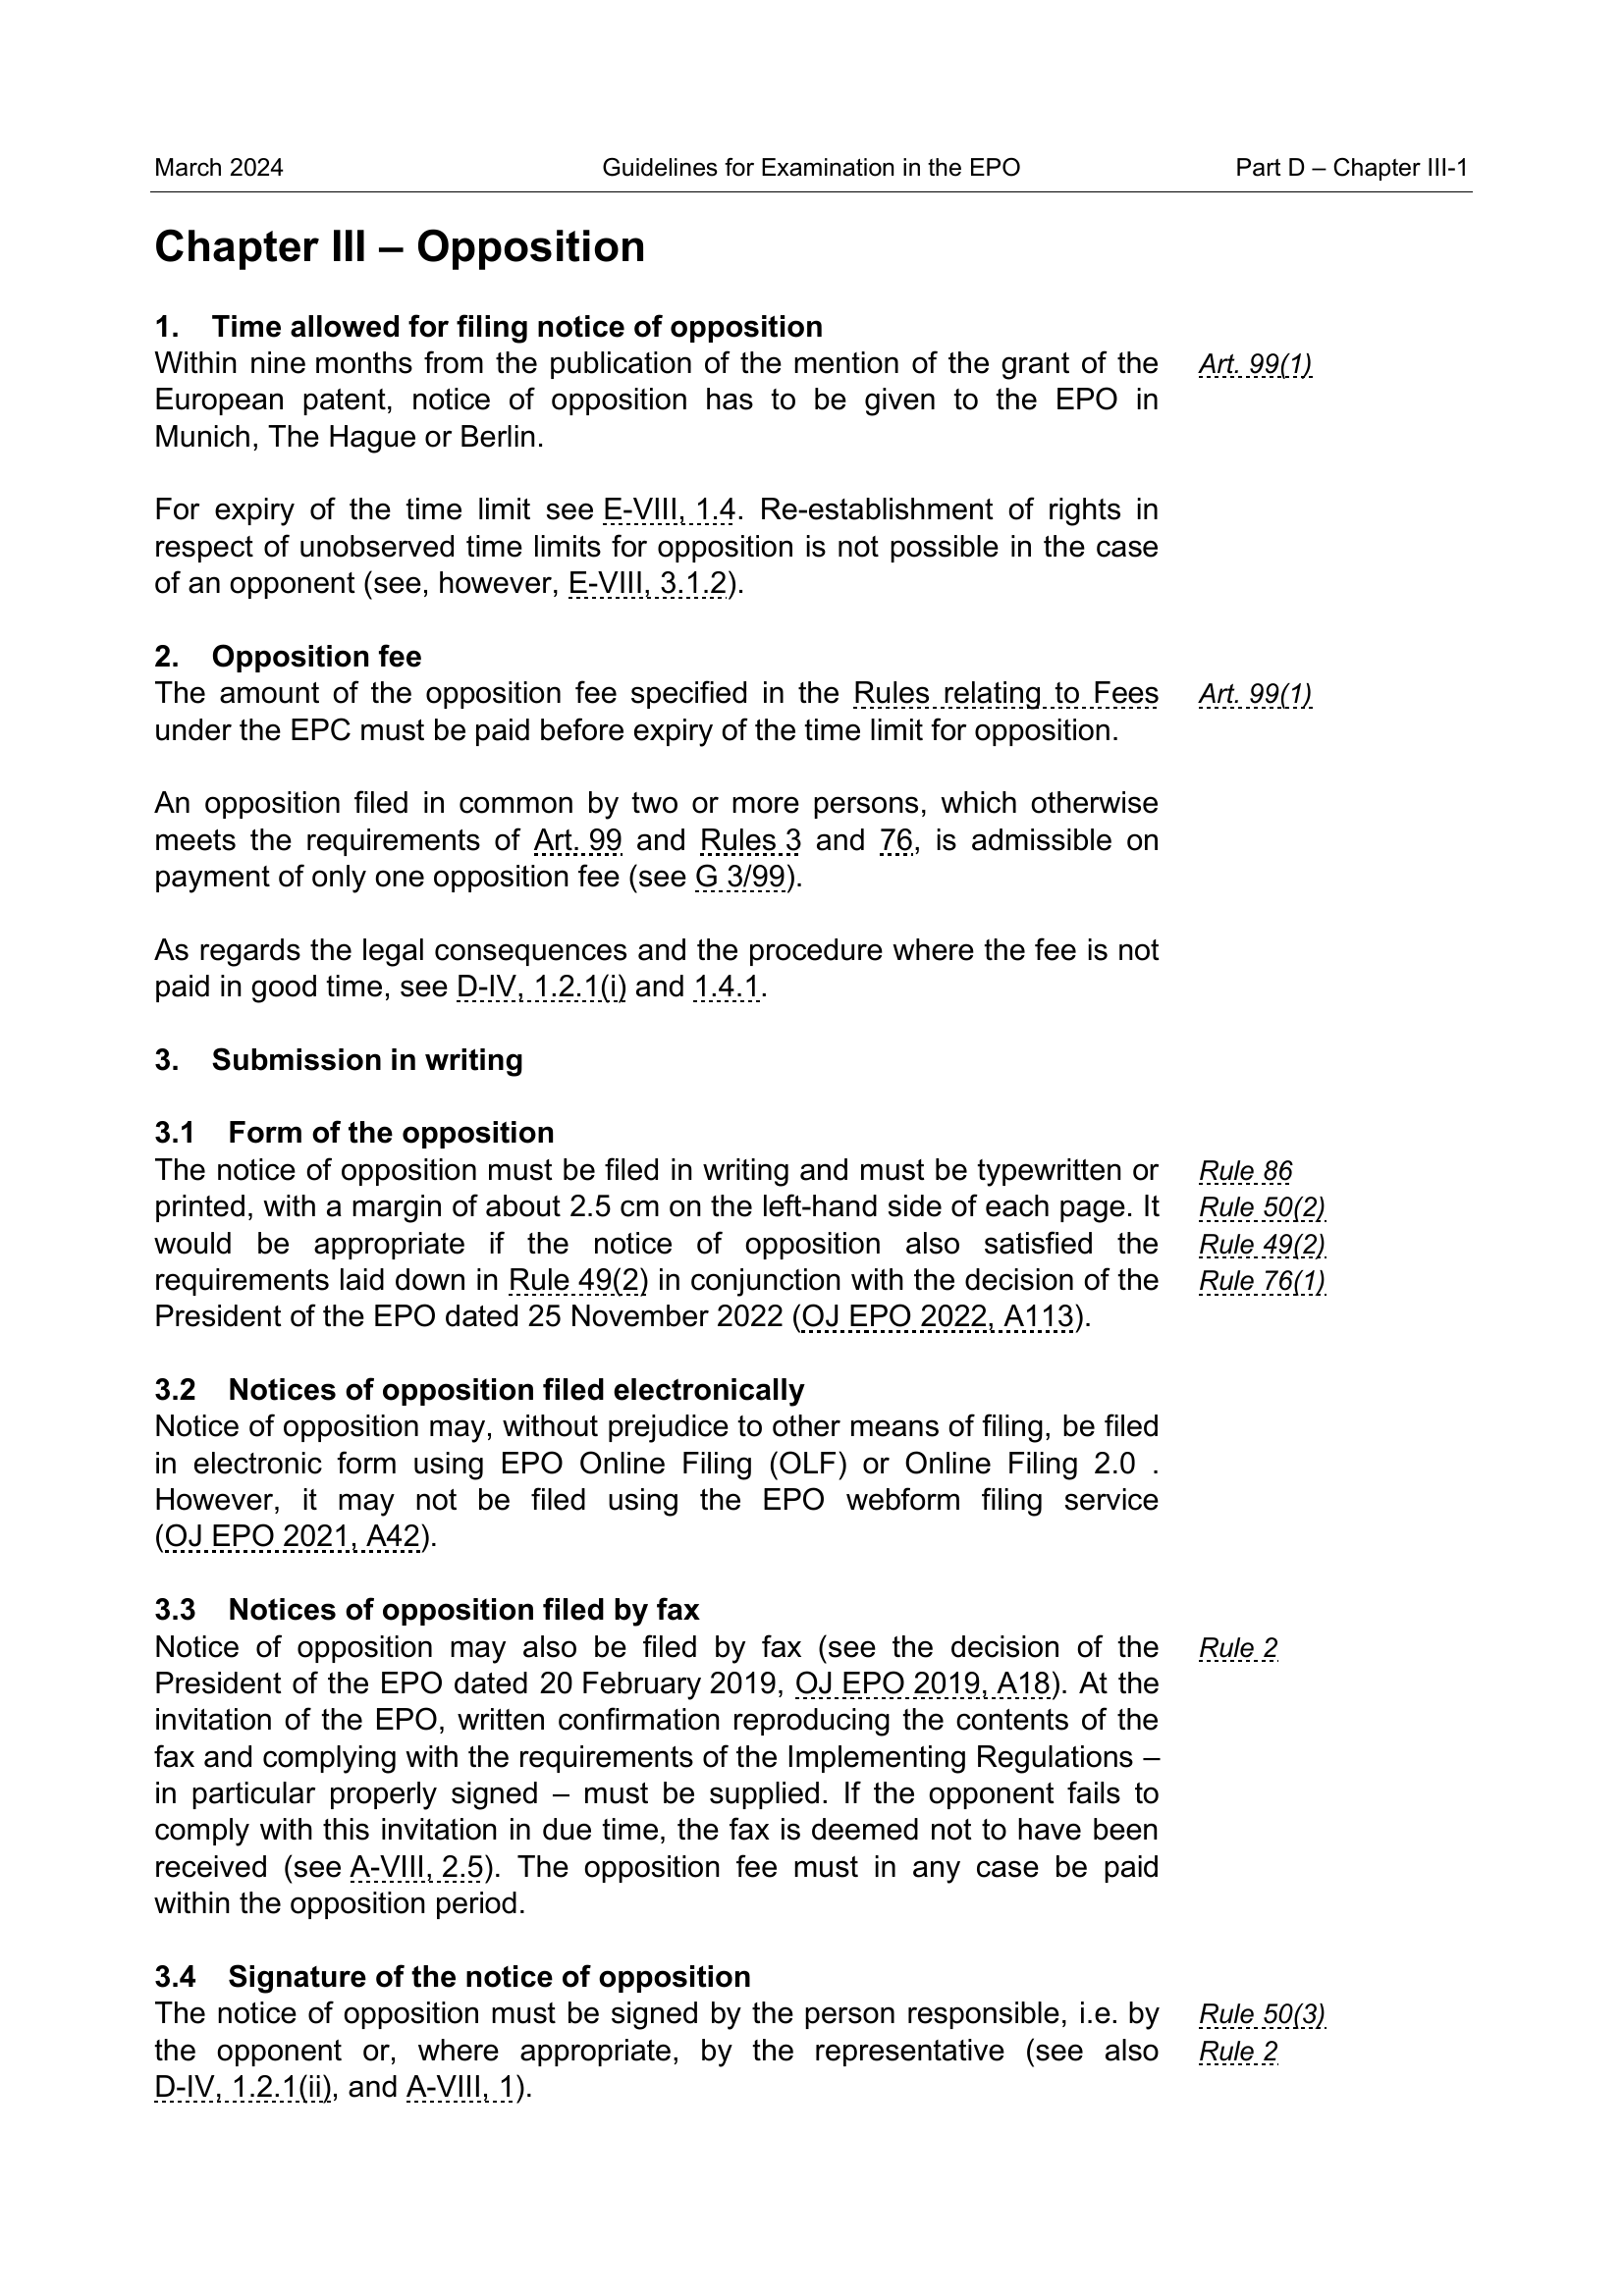 March 2024 Guidelines for Examination in the EPO Part D – Chapter III-1
Chapter III – Opposition
1. Time allowed for filing notice of opposition
Within nine months from the publication of the mention of the grant of the Art. 99(1)
European patent, notice of opposition has to be given to the EPO in
Munich, The Hague or Berlin.
For expiry of the time limit see E-VIII, 1.4. Re-establishment of rights in
respect of unobserved time limits for opposition is not possible in the case
of an opponent (see, however, E-VIII, 3.1.2).
2. Opposition fee
The amount of the opposition fee specified in the Rules relating to Fees Art. 99(1)
under the EPC must be paid before expiry of the time limit for opposition.
An opposition filed in common by two or more persons, which otherwise
meets the requirements of Art. 99 and Rules 3 and 76, is admissible on
payment of only one opposition fee (see G 3/99).
As regards the legal consequences and the procedure where the fee is not
paid in good time, see D-IV, 1.2.1(i) and 1.4.1.
3. Submission in writing
3.1 Form of the opposition
The notice of opposition must be filed in writing and must be typewritten or Rule 86
printed, with a margin of about 2.5 cm on the left-hand side of each page. It Rule 50(2)
would be appropriate if the notice of opposition also satisfied the Rule 49(2)
requirements laid down in Rule 49(2) in conjunction with the decision of the Rule 76(1)
President of the EPO dated 25 November 2022 (OJ EPO 2022, A113).
3.2 Notices of opposition filed electronically
Notice of opposition may, without prejudice to other means of filing, be filed
in electronic form using EPO Online Filing (OLF) or Online Filing 2.0 .
However, it may not be filed using the EPO webform filing service
(OJ EPO 2021, A42).
3.3 Notices of opposition filed by fax
Notice of opposition may also be filed by fax (see the decision of the Rule 2
President of the EPO dated 20 February 2019, OJ EPO 2019, A18). At the
invitation of the EPO, written confirmation reproducing the contents of the
fax and complying with the requirements of the Implementing Regulations –
in particular properly signed – must be supplied. If the opponent fails to
comply with this invitation in due time, the fax is deemed not to have been
received (see A-VIII, 2.5). The opposition fee must in any case be paid
within the opposition period.
3.4 Signature of the notice of opposition
The notice of opposition must be signed by the person responsible, i.e. by Rule 50(3)
the opponent or, where appropriate, by the representative (see also Rule 2
D-IV, 1.2.1(ii), and A-VIII, 1).